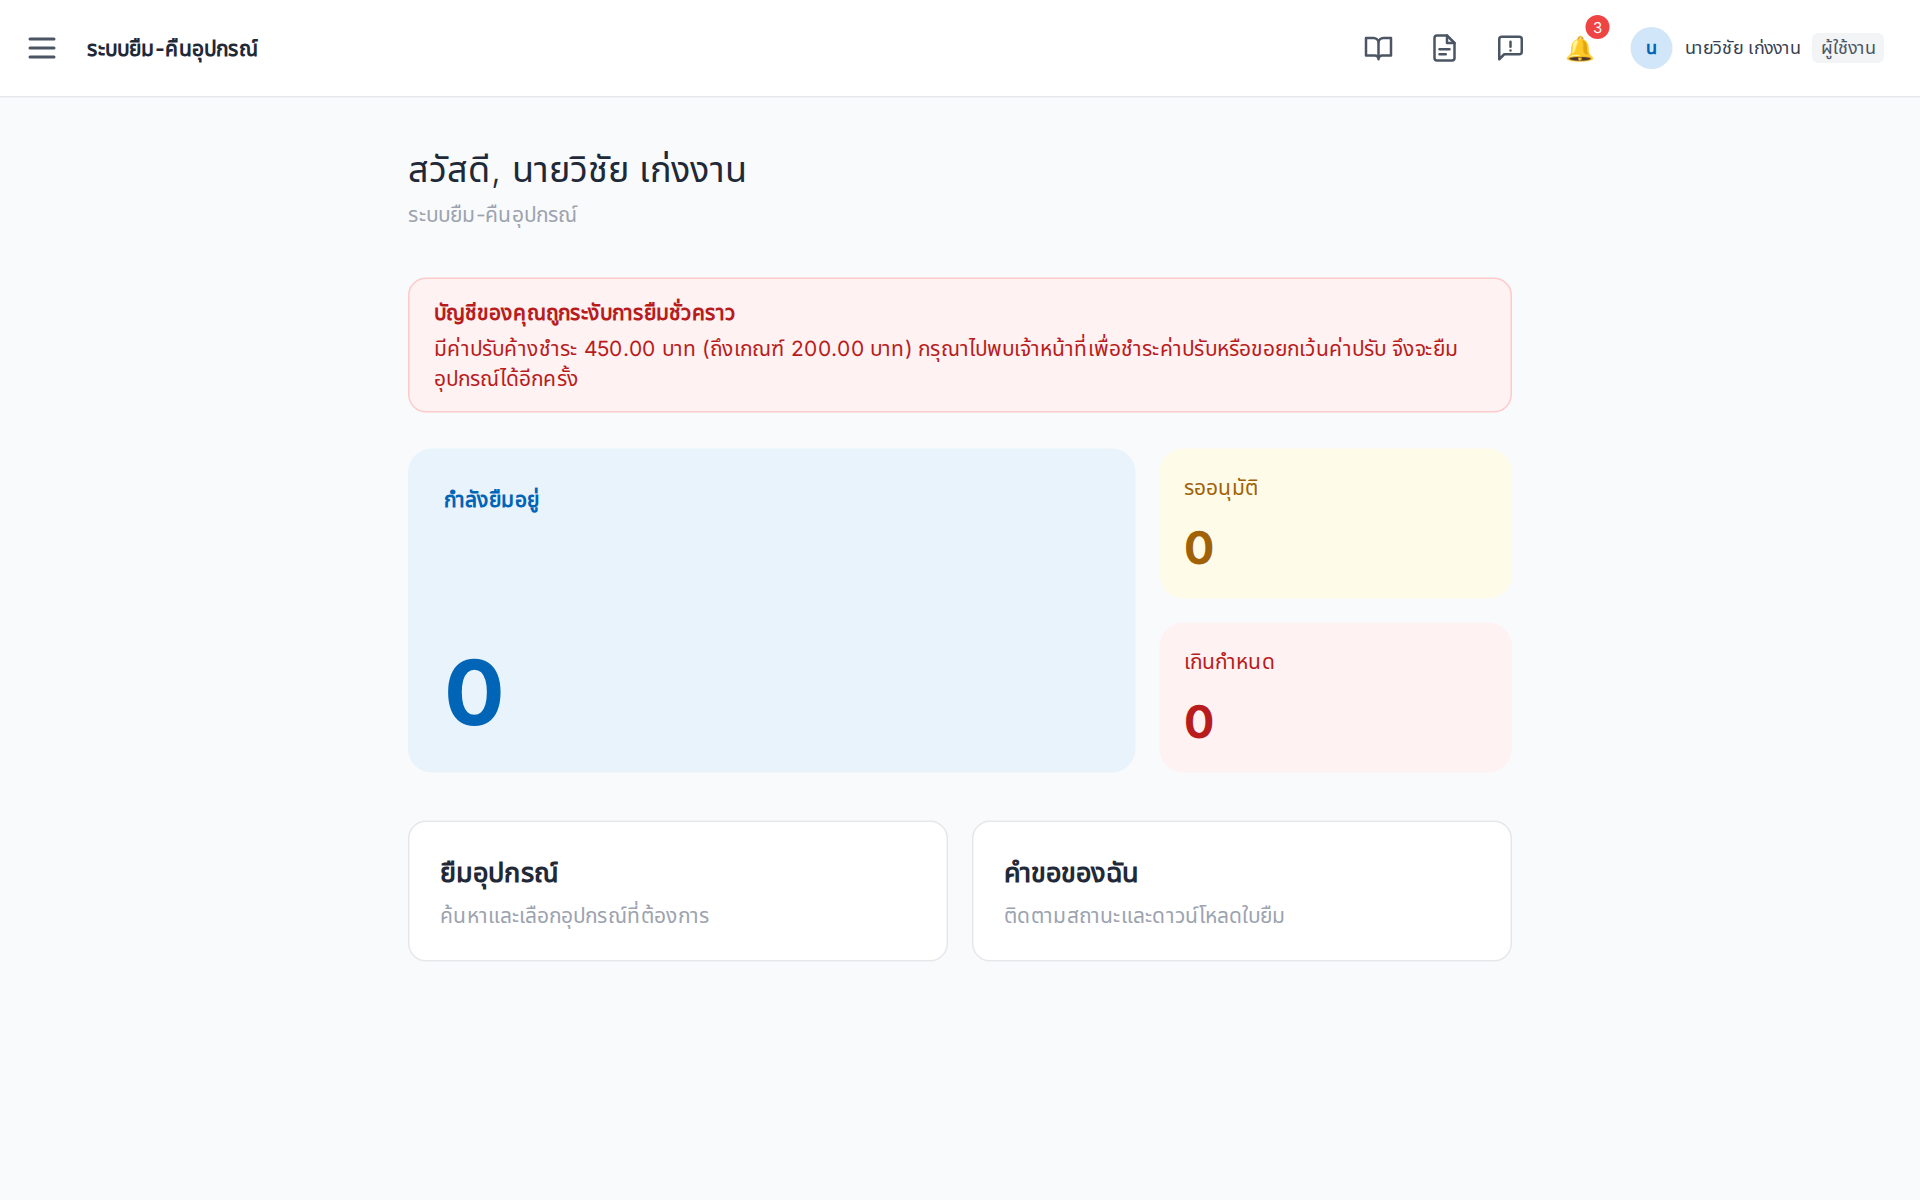 ระบบยืม-คืนอุปกรณ์
3
น
นายวิชัย เก่งงาน
ผู้ใช้งาน
สวัสดี, นายวิชัย เก่งงาน
ระบบยืม-คืนอุปกรณ์
บัญชีของคุณถูกระงับการยืมชั่วคราว
มีค่าปรับค้างชำระ 450.00 บาท (ถึงเกณฑ์ 200.00 บาท) กรุณาไปพบเจ้าหน้าที่เพื่อชำระค่าปรับหรือขอยกเว้นค่าปรับ จึงจะยืม
อุปกรณ์ได้อีกครั้ง
กำลังยืมอยู่
0
รออนุมัติ
0
เกินกำหนด
0
ยืมอุปกรณ์
ค้นหาและเลือกอุปกรณ์ที่ต้องการ
คำขอของฉัน
ติดตามสถานะและดาวน์โหลดใบยืม